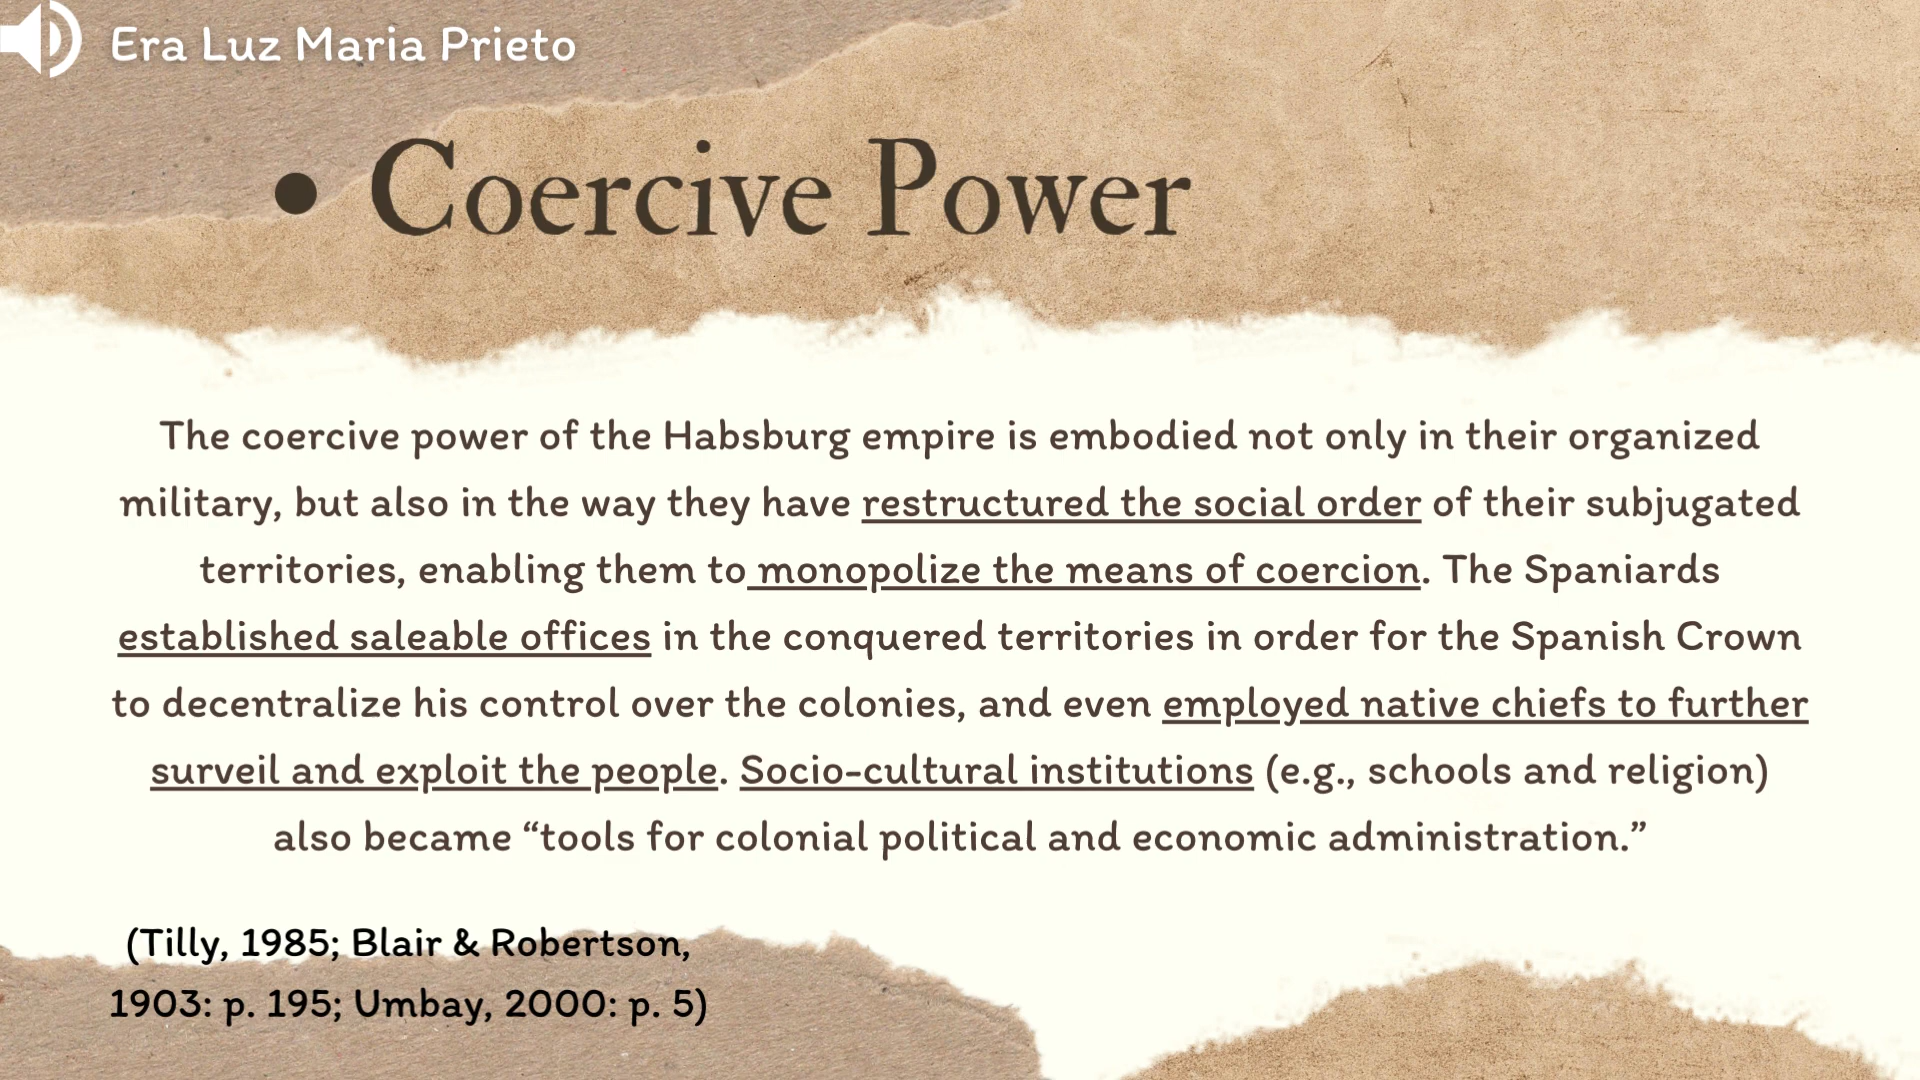 Era Luz Maria Prieto
• Coercive Power
The coercive power of the Habsburg empire is embodied not only in their organized
military, but also in the way they have restructured the social order of their subjugated
territories, enabling them to monopolize the means of coercion. The Spaniards
established saleable offices in the conquered territories in order for the Spanish Crown
to decentralize his control over the colonies, and even employed native chiefs to further
surveil and exploit the people. Socio-cultural institutions (e.g., schools and religion)
also became “tools for colonial political and economic administration.”
(Tilly, 1985; Blair & Robertson,
1903: p. 195; Umbay, 2000: p. 5)